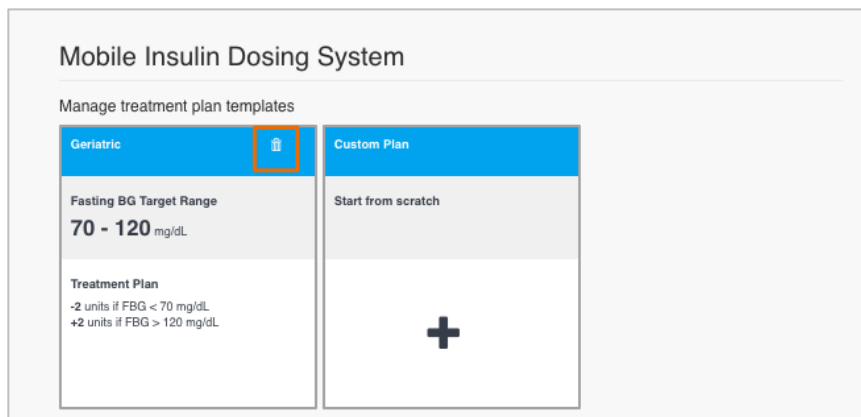 Mobile Insulin Dosing System
Manage treatment plan templates
Geriatric
Fasting BG Target Range
70 - 120 mg/dL
Treatment Plan
-2 units if FBG < 70 mg/dL
+2 units if FBG > 120 mg/dL
Custom Plan
Start from scratch